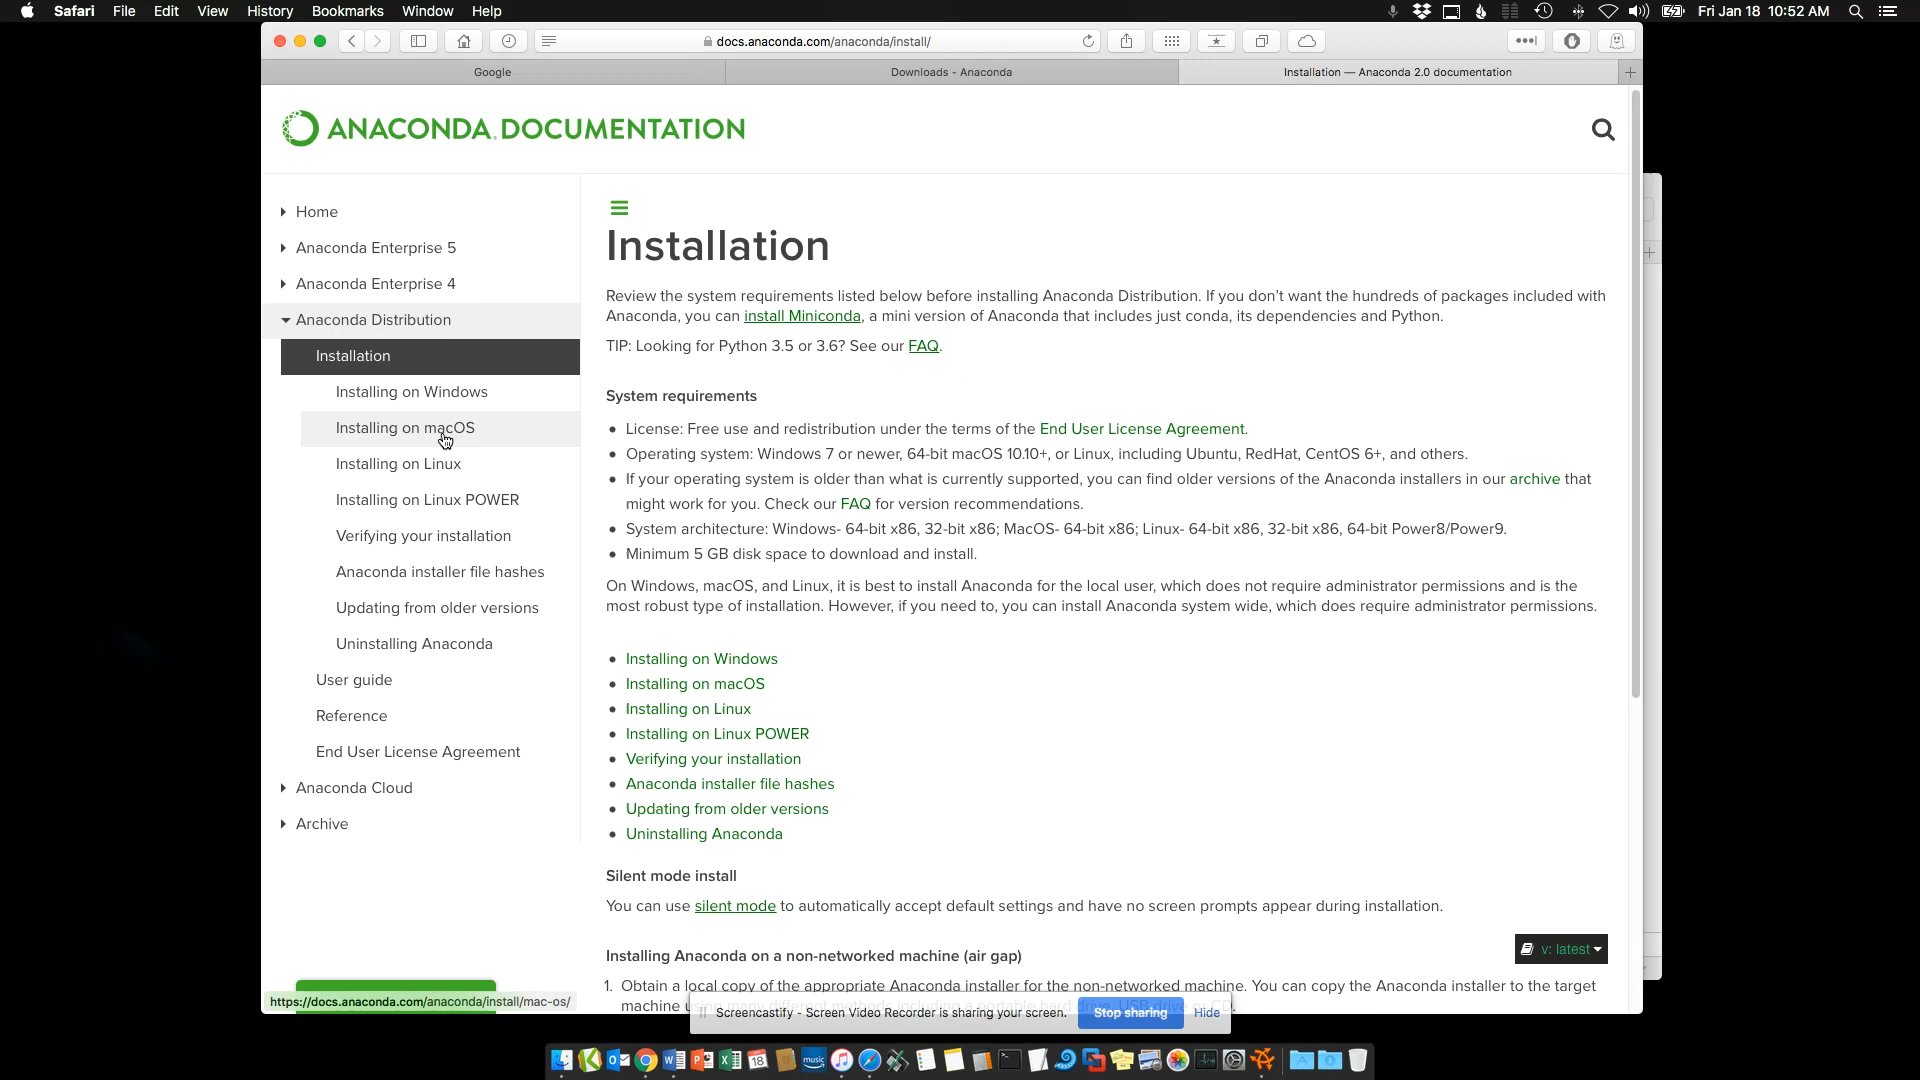 Safari File Edit View History Bookmarks Window Help Fri Jan 18 10:52 AM
docs.anaconda.com/anaconda/install/
Google Downloads - Anaconda Installation — Anaconda 2.0 documentation
ANACONDA.DOCUMENTATION
Home
Anaconda Enterprise 5
Anaconda Enterprise 4
Anaconda Distribution
Installation
Installing on Windows
Installing on macOS
Installing on Linux
Installing on Linux POWER
Verifying your installation
Anaconda installer file hashes
Updating from older versions
Uninstalling Anaconda
User guide
Reference
End User License Agreement
Anaconda Cloud
Archive
https://docs.anaconda.com/anaconda/install/mac-os/
Installation
Review the system requirements listed below before installing Anaconda Distribution. If you don't want the hundreds of packages included with
Anaconda, you can install Miniconda, a mini version of Anaconda that includes just conda, its dependencies and Python.
TIP: Looking for Python 3.5 or 3.6? See our FAQ.
System requirements
• License: Free use and redistribution under the terms of the End User License Agreement.
• Operating system: Windows 7 or newer, 64-bit macOS 10.10+, or Linux, including Ubuntu, RedHat, CentOS 6+, and others.
• If your operating system is older than what is currently supported, you can find older versions of the Anaconda installers in our archive that
might work for you. Check our FAQ for version recommendations.
• System architecture: Windows- 64-bit x86, 32-bit x86; MacOS- 64-bit x86; Linux- 64-bit x86, 32-bit x86, 64-bit Power8/Power9.
• Minimum 5 GB disk space to download and install.
On Windows, macOS, and Linux, it is best to install Anaconda for the local user, which does not require administrator permissions and is the
most robust type of installation. However, if you need to, you can install Anaconda system wide, which does require administrator permissions.
• Installing on Windows
• Installing on macOS
• Installing on Linux
• Installing on Linux POWER
• Verifying your installation
• Anaconda installer file hashes
• Updating from older versions
• Uninstalling Anaconda
Silent mode install
You can use silent mode to automatically accept default settings and have no screen prompts appear during installation.
v: latest
Installing Anaconda on a non-networked machine (air gap)
1. Obtain a local copy of the appropriate Anaconda installer for the non-networked machine. You can copy the Anaconda installer to the target
machine using many different methods including a portable hard drive, USB drive or CD.
Screencastify - Screen Video Recorder is sharing your screen. Stop sharing Hide
18
music